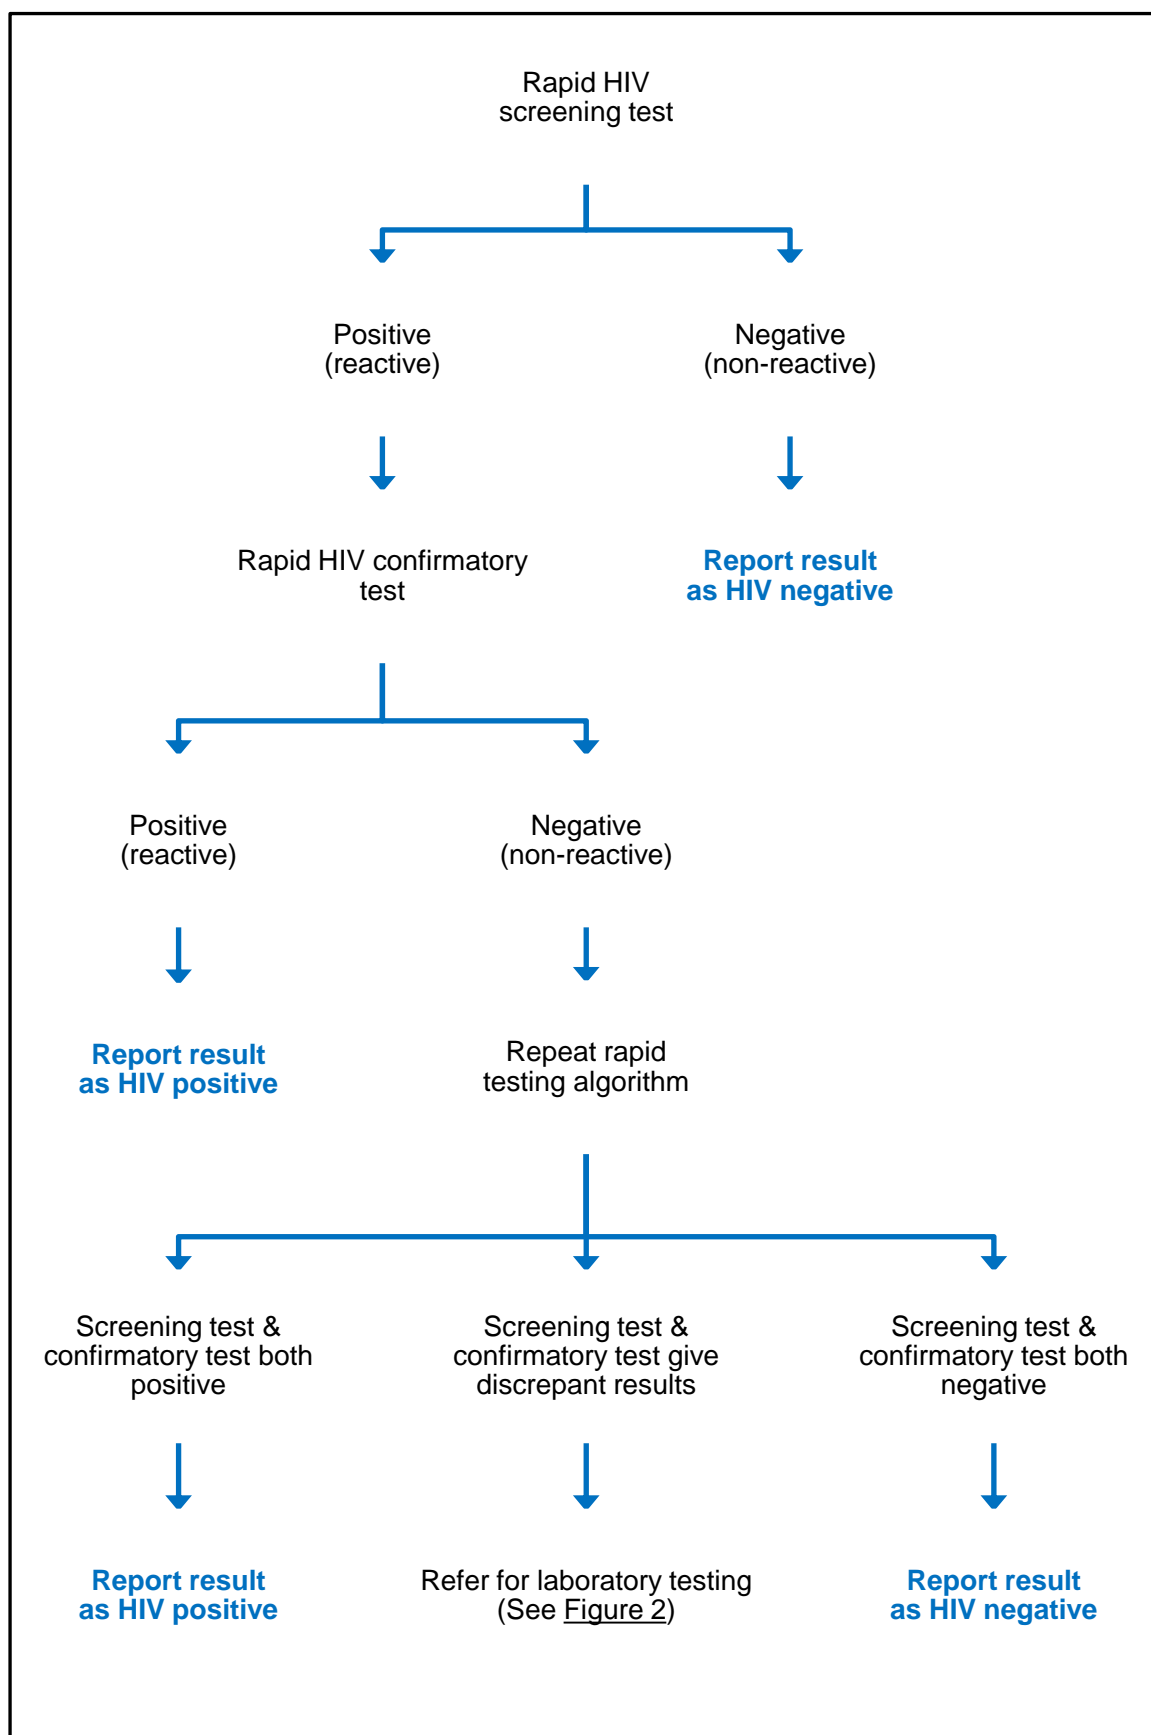 Rapid HIV
screening test
Positive
(reactive)
Negative
(non-reactive)
Rapid HIV confirmatory
test
Report result
as HIV negative
Positive
(reactive)
Negative
(non-reactive)
Report result
as HIV positive
Repeat rapid
testing algorithm
Screening test &
confirmatory test both
positive
Screening test &
confirmatory test give
discrepant results
Screening test &
confirmatory test both
negative
Report result
as HIV positive
Refer for laboratory testing
(See Figure 2)
Report result
as HIV negative